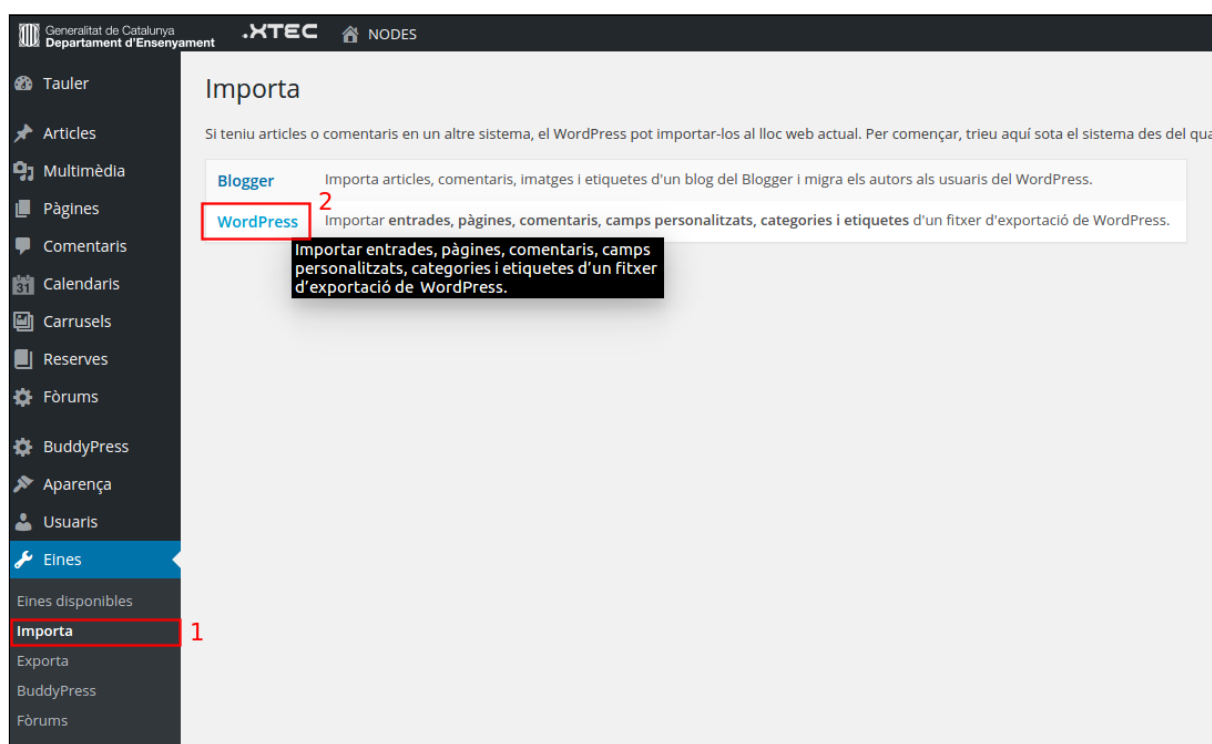 Generalitat de Catalunya
Departament d'Ensenyament
.XTEC
NODES
Tauler
Articles
Multimèdia
Pàgines
Comentaris
Calendaris
31
Carrusels
Reserves
Fòrums
BuddyPress
Aparença
Usuaris
Eines
Eines disponibles
Importa
1
Exporta
BuddyPress
Fòrums
Importa
Si teniu articles o comentaris en un altre sistema, el WordPress pot importar-los al lloc web actual. Per començar, trieu aquí sota el sistema des del
Blogger Importa articles, comentaris, imatges i etiquetes d'un blog del Blogger i migra els autors als usuaris del WordPress.
2
WordPress Importar entrades, pàgines, comentaris, camps personalitzats, categories i etiquetes d'un fitxer d'exportació de WordPress.
Importar entrades, pàgines, comentaris, camps
personalitzats, categories i etiquetes d’un fitxer
d’exportació de WordPress.